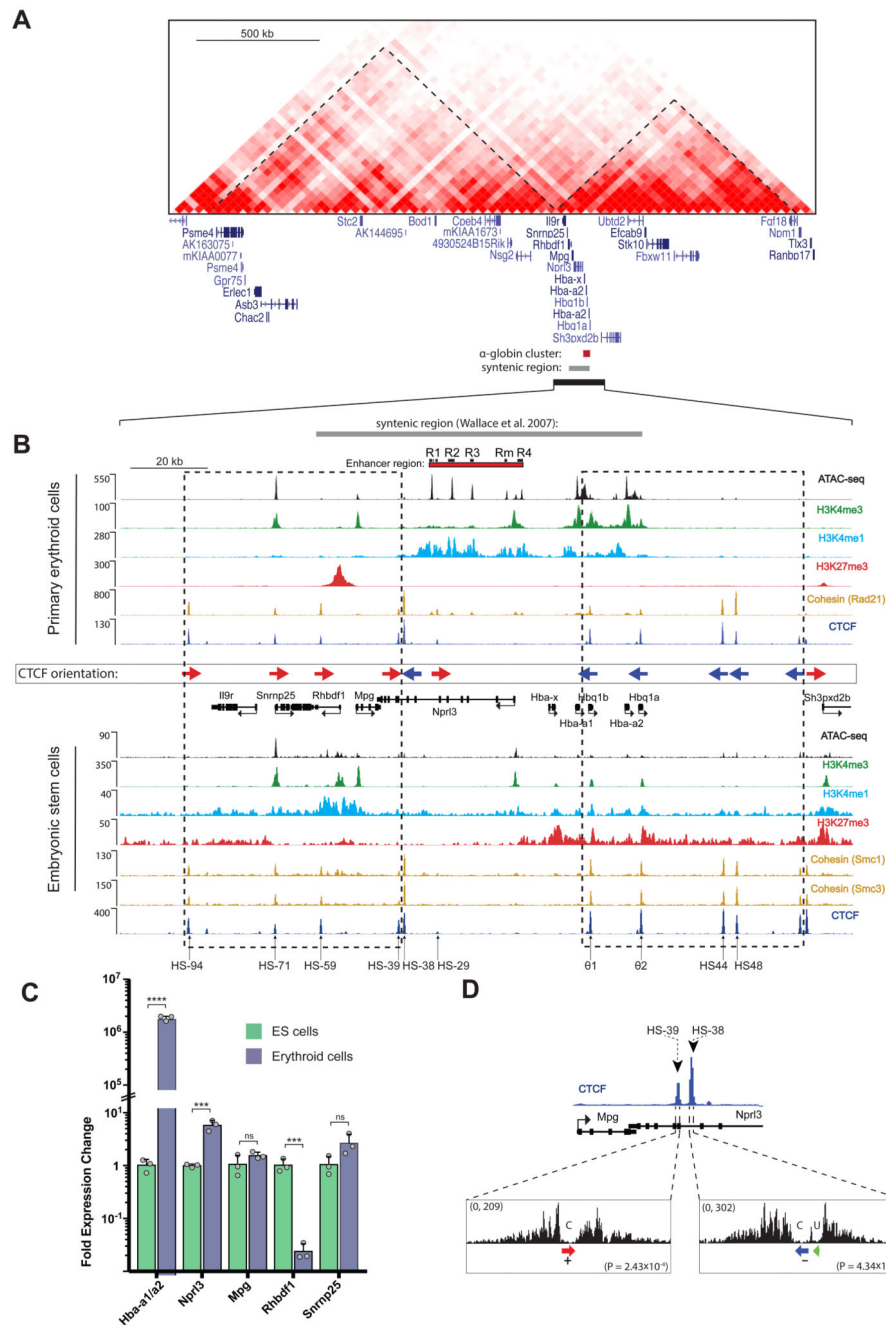 A
500 kb
Psme4
AK163075
mKIAA0077
Psme4
Gpr75
Erlec1
Asb3
Chac2
Stc2
AK144695
Bod1
Cpeb4
mKIAA1673
4930524B15Rik
Nsg2
Il9r
Snrnp25
Rhbdf1
Mpg
Nprl3
Hba-x
Hba-a2
Hbq1b
Hba-a2
Hbq1a
Sh3pxd2b
Ubtd2
Efcab9
Stk10
Fbxw11
Fgf18
Npm1
Tlx3
Ranbp17
α-globin cluster:
syntenic region:
B
syntenic region (Wallace et al. 2007):
20 kb
R1 R2 R3 Rm R4
Enhancer region:
Primary erythroid cells
550 ATAC-seq
100 H3K4me3
280 H3K4me1
300 H3K27me3
800 Cohesin (Rad21)
130 CTCF
CTCF orientation:
Il9r Snrnp25 Rhbdf1 Mpg Nprl3 Hba-x Hba-a1 Hbq1b Hba-a2 Hbq1a Sh3pxd2b
Embryonic stem cells
90 ATAC-seq
350 H3K4me3
40 H3K4me1
50 H3K27me3
130 Cohesin (Smc1)
150 Cohesin (Smc3)
400 CTCF
HS-94 HS-71 HS-59 HS-39 HS-38 HS-29 θ1 θ2 HS44 HS48
C
Fold Expression Change
10⁷
10⁶
10⁵
10
1
10⁻¹
**** *** ns *** ns
ES cells
Erythroid cells
Hba-a1/a2 Nprl3 Mpg Rhbdf1 Snrnp25
D
HS-39 HS-38
CTCF
Mpg Nprl3
(0, 209)
C
+
(P = 2.43×10⁻⁴)
(0, 302)
C U
−
(P = 4.34×1